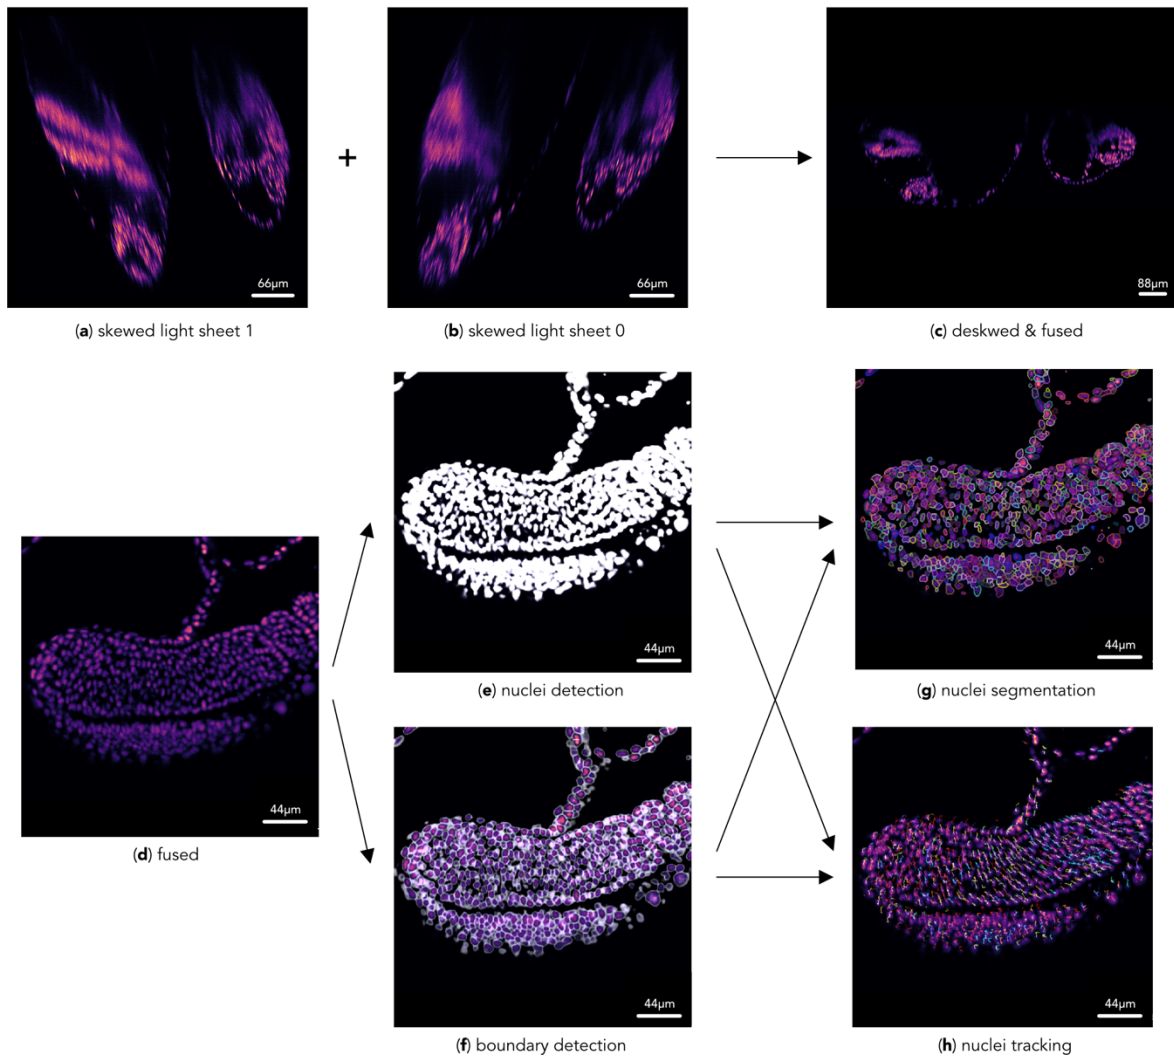 66µm
+
66µm
88µm
(a) skewed light sheet 1
(b) skewed light sheet 0
(c) deskwed & fused
44µm
44µm
(e) nuclei detection
(g) nuclei segmentation
44µm
(d) fused
44µm
44µm
(f) boundary detection
(h) nuclei tracking